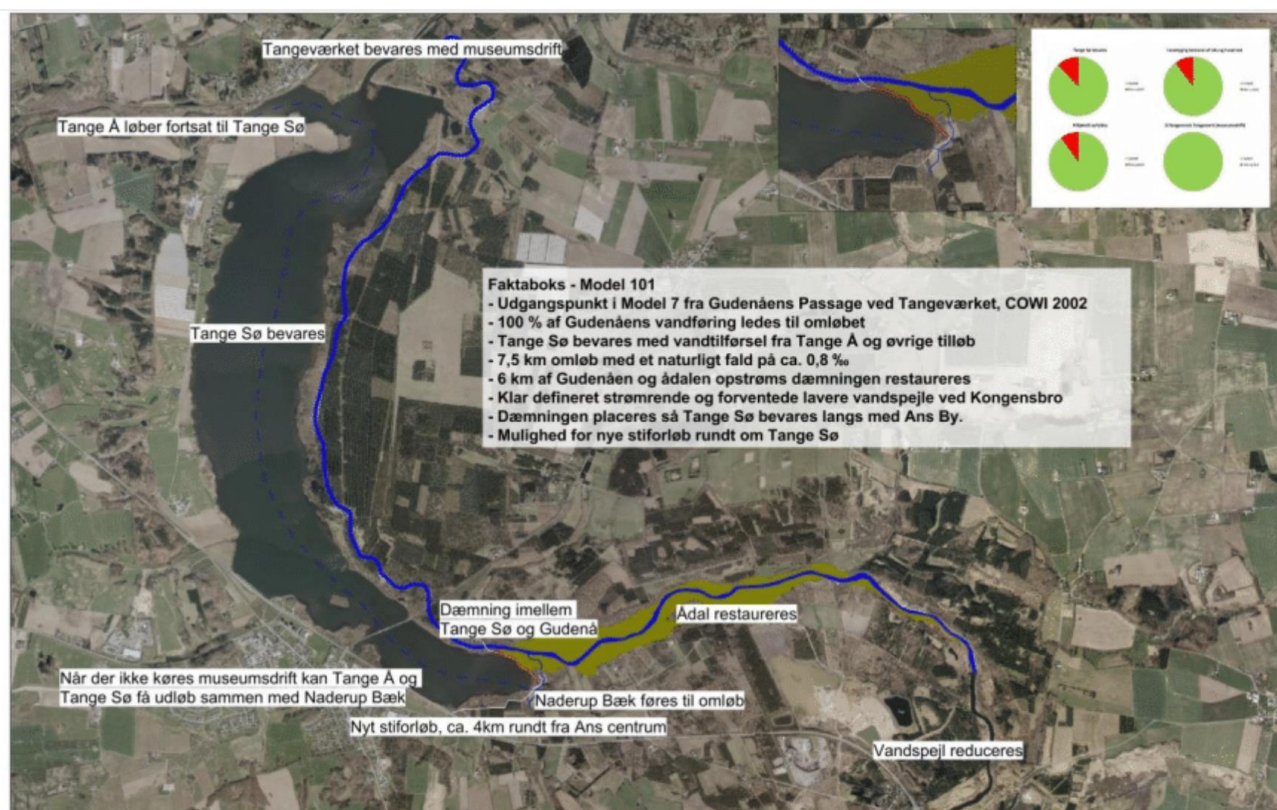 Tangeværket bevares med museumsdrift
Tange Å løber fortsat til Tange Sø
Tange Sø bevares
Faktaboks - Model 101
- Udgangspunkt i Model 7 fra Gudenåens Passage ved Tangeværket, COWI 2002
- 100 % af Gudenåens vandføring ledes til omløbet
- Tange Sø bevares med vandtilførsel fra Tange Å og øvrige tilløb
- 7,5 km omløb med et naturligt fald på ca. 0,8 ‰
- 6 km af Gudenåen og ådalen opstrøms dæmningen restaureres
- Klar defineret strømrende og forventede lavere vandspejle ved Kongensbro
- Dæmningen placeres så Tange Sø bevares langs med Ans By.
- Mulighed for nye stiforløb rundt om Tange Sø
Dæmning imellem
Tange Sø og Gudenå
Ådal restaureres
Når der ikke køres museumsdrift kan Tange Å og
Tange Sø få udløb sammen med Naderup Bæk
Naderup Bæk føres til omløb
Nyt stiforløb, ca. 4km rundt fra Ans centrum
Vandspejl reduceres